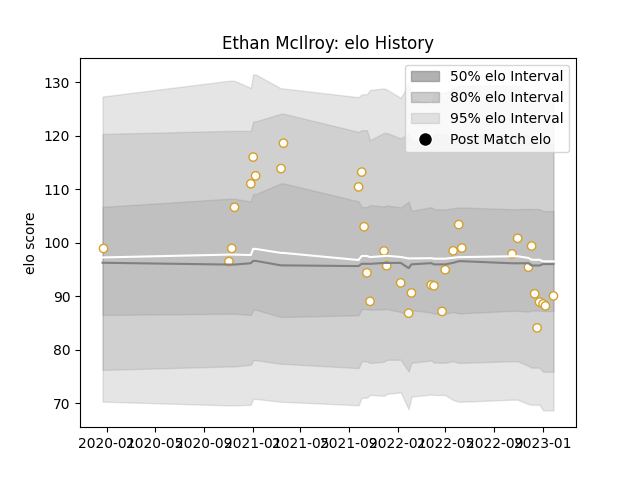 Ethan McIlroy: elo History
130
120
110
100
90
80
70
elo score
50% elo Interval
80% elo Interval
95% elo Interval
Post Match elo
2020-01 2020-05 2020-09 2021-01 2021-05 2021-09 2022-01 2022-05 2022-09 2023-01